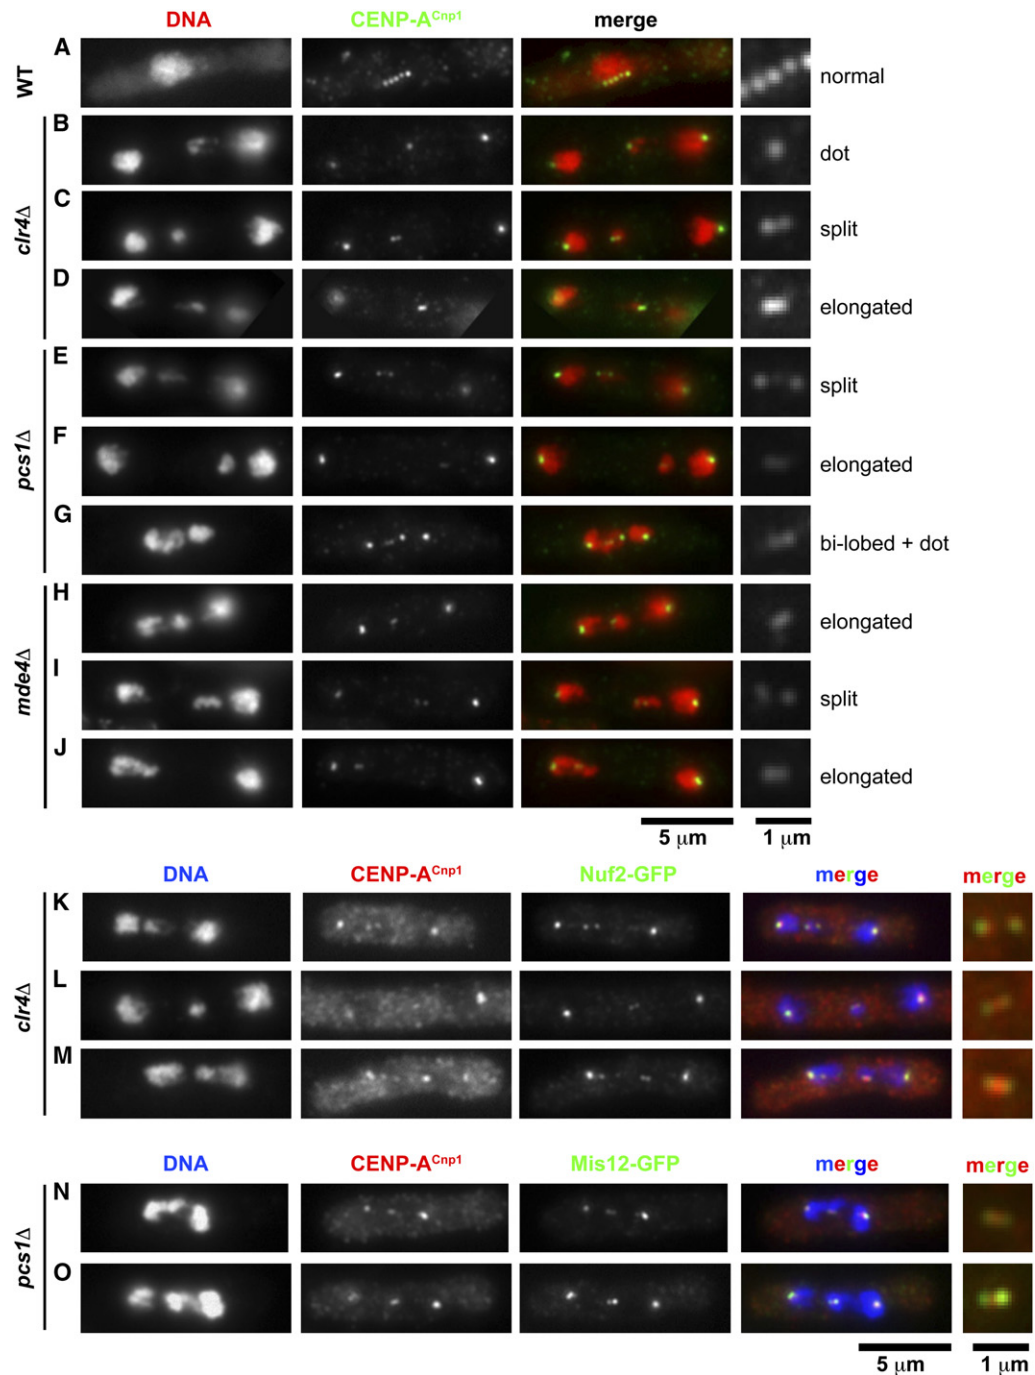 DNA CENP-A^Cnp1 merge
A
WT
normal
clr4Δ
B
dot
C
split
D
elongated
pcs1Δ
E
split
F
elongated
G
bi-lobed + dot
mde4Δ
H
elongated
I
split
J
elongated
5 μm 1 μm
DNA CENP-A^Cnp1 Nuf2-GFP merge merge
clr4Δ
K
L
M
DNA CENP-A^Cnp1 Mis12-GFP merge merge
pcs1Δ
N
O
5 μm 1 μm